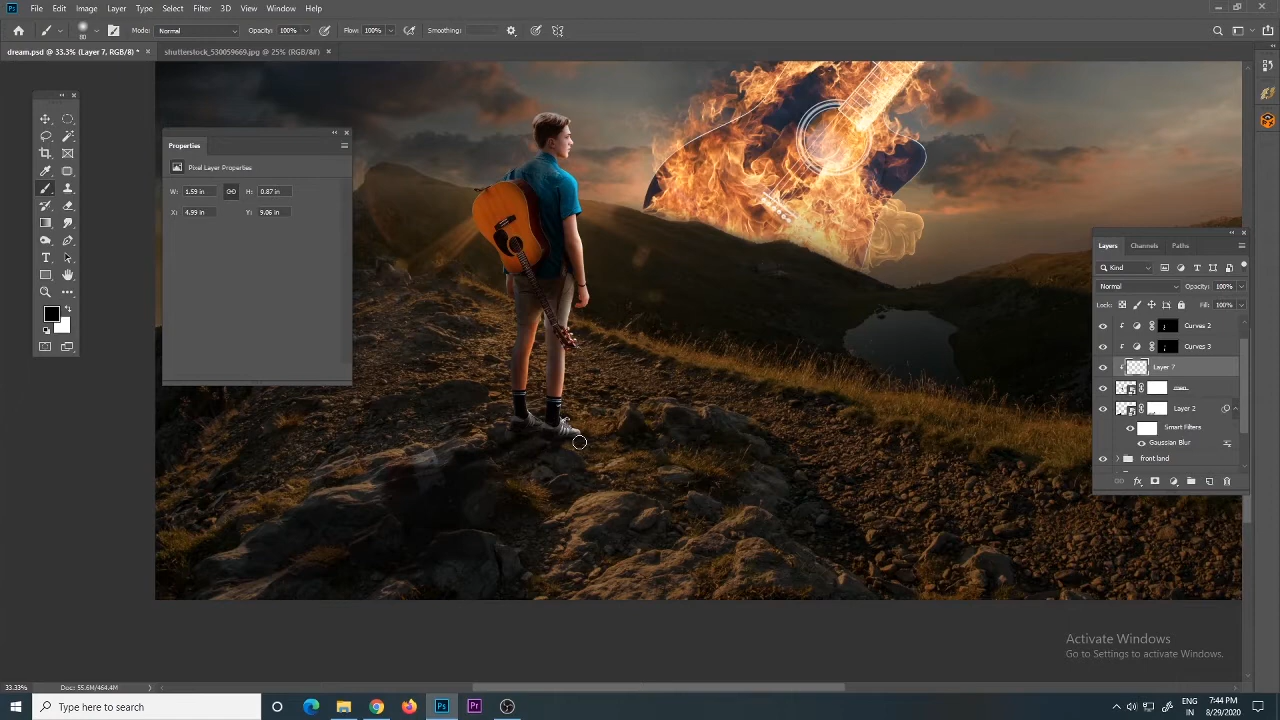 Ps File Edit Image Layer Type Select Filter 3D View Window Help
80 Mode: Normal Opacity: 100% Flow: 100% Smoothing:
dream.psd @ 33.3% (Layer 7, RGB/8) * × shutterstock_530059669.jpg @ 25% (RGB/8#) ×
Properties
Pixel Layer Properties
W: 1.59 in H: 0.87 in
X: 4.99 in Y: 9.06 in
Layers Channels Paths
Kind
Normal Opacity: 100%
Lock: Fill: 100%
Curves 2
Curves 3
Layer 7
Layer 2
Smart Filters
Gaussian Blur
front land
Activate Windows
Go to Settings to activate Windows.
33.33% Doc: 55.6M/464.4M
Type here to search
Ps Pr
ENG 7:44 PM
IN 8/29/2020